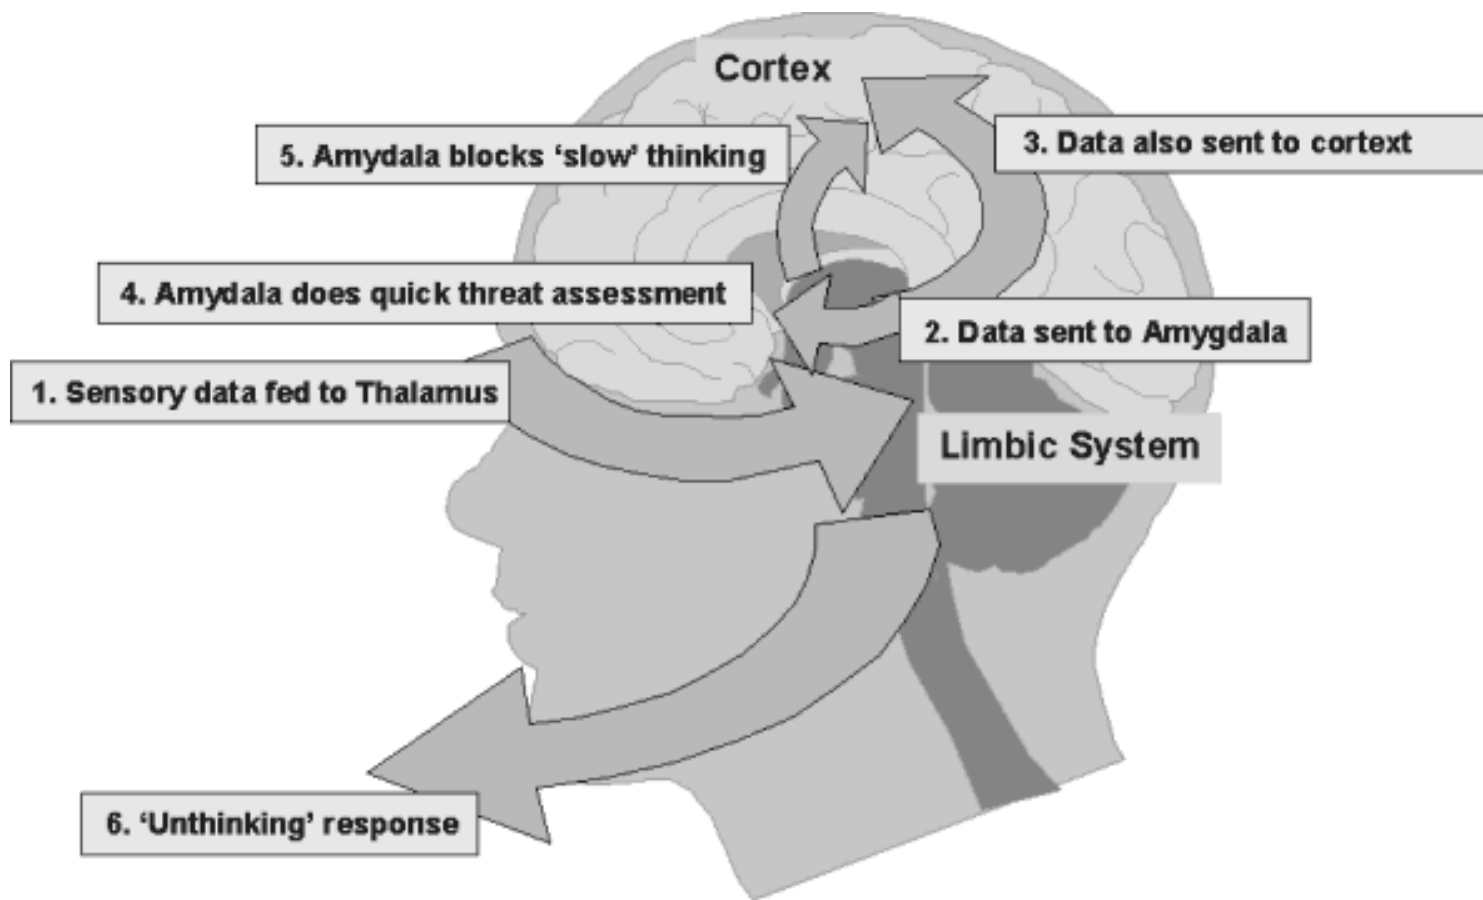 Cortex
5. Amydala blocks ‘slow’ thinking
3. Data also sent to cortext
4. Amydala does quick threat assessment
2. Data sent to Amygdala
1. Sensory data fed to Thalamus
Limbic System
6. ‘Unthinking’ response